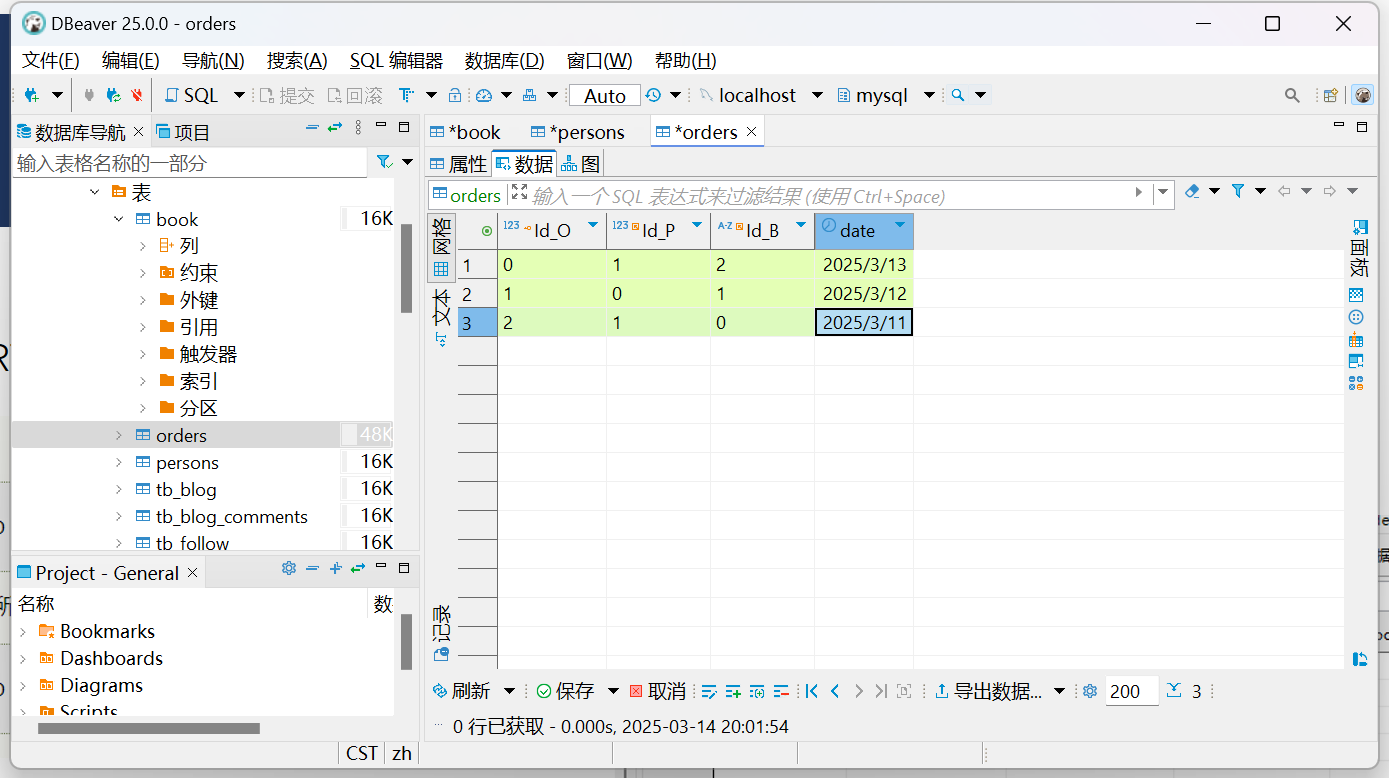 DBeaver 25.0.0 - orders
文件(F) 编辑(E) 导航(N) 搜索(A) SQL 编辑器 数据库(D) 窗口(W) 帮助(H)
SQL 提交 回滚 Auto localhost mysql
数据库导航 项目
输入表格名称的一部分
表
book 16K
列
约束
外键
引用
触发器
索引
分区
orders 48K
persons 16K
tb_blog 16K
tb_blog_comments 16K
tb_follow 16K
Project - General
名称 数
Bookmarks
Dashboards
Diagrams
Scripts
*book *persons *orders
属性 数据 图
orders 输入一个 SQL 表达式来过滤结果 (使用 Ctrl+Space)
网格
文本
记录
123 Id_O 123 Id_P A-Z Id_B date
1 0 1 2 2025/3/13
2 1 0 1 2025/3/12
3 2 1 0 2025/3/11
面板
刷新 保存 取消 导出数据... 200 3
0 行已获取 - 0.000s, 2025-03-14 20:01:54
CST zh